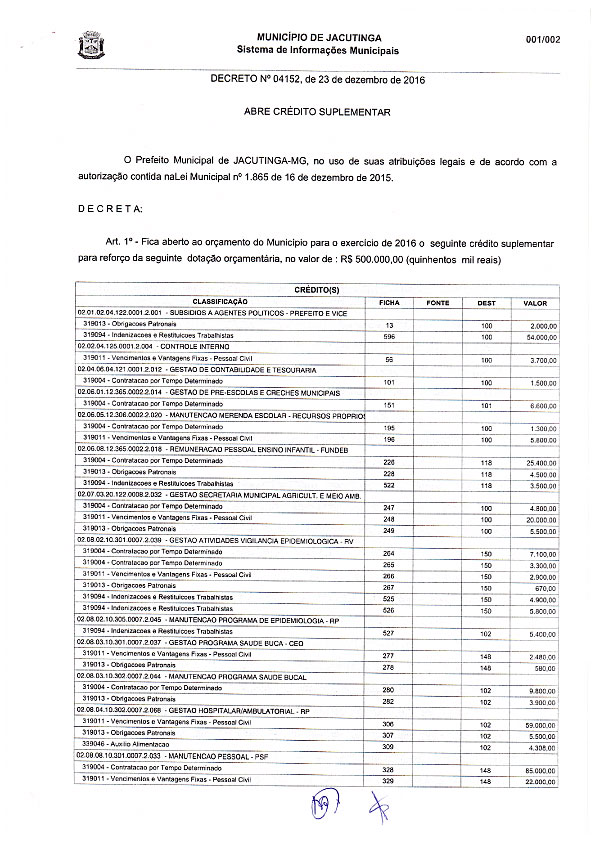 MUNICÍPIO DE JACUTINGA 001/002
Sistema de Informações Municipais
DECRETO Nº 04152, de 23 de dezembro de 2016
ABRE CRÉDITO SUPLEMENTAR
O Prefeito Municipal de JACUTINGA-MG, no uso de suas atribuições legais e de acordo com a
autorização contida naLei Municipal nº 1.865 de 16 de dezembro de 2015.
D E C R E T A:
Art. 1º - Fica aberto ao orçamento do Município para o exercício de 2016 o seguinte crédito suplementar
para reforço da seguinte dotação orçamentária, no valor de : R$ 500.000,00 (quinhentos mil reais)
CRÉDITO(S)
CLASSIFICAÇÃO FICHA FONTE DEST VALOR
02.01.02.04.122.0001.2.001 - SUBSIDIOS A AGENTES POLITICOS - PREFEITO E VICE
319013 - Obrigacoes Patronais 13 100 2.000,00
319094 - Indenizacoes e Restituicoes Trabalhistas 596 100 54.000,00
02.02.04.125.0001.2.004 - CONTROLE INTERNO
319011 - Vencimentos e Vantagens Fixas - Pessoal Civil 56 100 3.700,00
02.04.06.04.121.0001.2.012 - GESTAO DE CONTABILIDADE E TESOURARIA
319004 - Contratacao por Tempo Determinado 101 100 1.500,00
02.06.01.12.365.0002.2.014 - GESTAO DE PRE-ESCOLAS E CRECHES MUNICIPAIS
319004 - Contratacao por Tempo Determinado 151 101 6.600,00
02.06.05.12.306.0002.2.020 - MANUTENCAO MERENDA ESCOLAR - RECURSOS PROPRIOS
319004 - Contratacao por Tempo Determinado 195 100 1.300,00
319011 - Vencimentos e Vantagens Fixas - Pessoal Civil 196 100 5.800,00
02.06.08.12.365.0002.2.018 - REMUNERACAO PESSOAL ENSINO INFANTIL - FUNDEB
319004 - Contratacao por Tempo Determinado 226 118 25.400,00
319013 - Obrigacoes Patronais 228 118 4.500,00
319094 - Indenizacoes e Restituicoes Trabalhistas 522 118 3.500,00
02.07.03.20.122.0008.2.032 - GESTAO SECRETARIA MUNICIPAL AGRICULT. E MEIO AMB.
319004 - Contratacao por Tempo Determinado 247 100 4.800,00
319011 - Vencimentos e Vantagens Fixas - Pessoal Civil 248 100 20.000,00
319013 - Obrigacoes Patronais 249 100 5.500,00
02.08.02.10.301.0007.2.039 - GESTAO ATIVIDADES VIGILANCIA EPIDEMIOLOGICA - RV
319004 - Contratacao por Tempo Determinado 264 150 7.100,00
319004 - Contratacao por Tempo Determinado 265 150 3.300,00
319011 - Vencimentos e Vantagens Fixas - Pessoal Civil 266 150 2.900,00
319013 - Obrigacoes Patronais 267 150 670,00
319094 - Indenizacoes e Restituicoes Trabalhistas 525 150 4.900,00
319094 - Indenizacoes e Restituicoes Trabalhistas 526 150 5.800,00
02.08.02.10.305.0007.2.045 - MANUTENCAO PROGRAMA DE EPIDEMIOLOGIA - RP
319094 - Indenizacoes e Restituicoes Trabalhistas 527 102 5.400,00
02.08.03.10.301.0007.2.037 - GESTAO PROGRAMA SAUDE BUCA - CEO
319011 - Vencimentos e Vantagens Fixas - Pessoal Civil 277 148 2.480,00
319013 - Obrigacoes Patronais 278 148 580,00
02.08.03.10.302.0007.2.044 - MANUTENCAO PROGRAMA SAUDE BUCAL
319004 - Contratacao por Tempo Determinado 280 102 9.800,00
319013 - Obrigacoes Patronais 282 102 3.900,00
02.08.04.10.302.0007.2.068 - GESTAO HOSPITALAR/AMBULATORIAL - RP
319011 - Vencimentos e Vantagens Fixas - Pessoal Civil 306 102 59.000,00
319013 - Obrigacoes Patronais 307 102 5.500,00
339046 - Auxilio Alimentacao 309 102 4.308,00
02.08.08.10.301.0007.2.033 - MANUTENCAO PESSOAL - PSF
319004 - Contratacao por Tempo Determinado 328 148 65.000,00
319011 - Vencimentos e Vantagens Fixas - Pessoal Civil 329 148 22.000,00